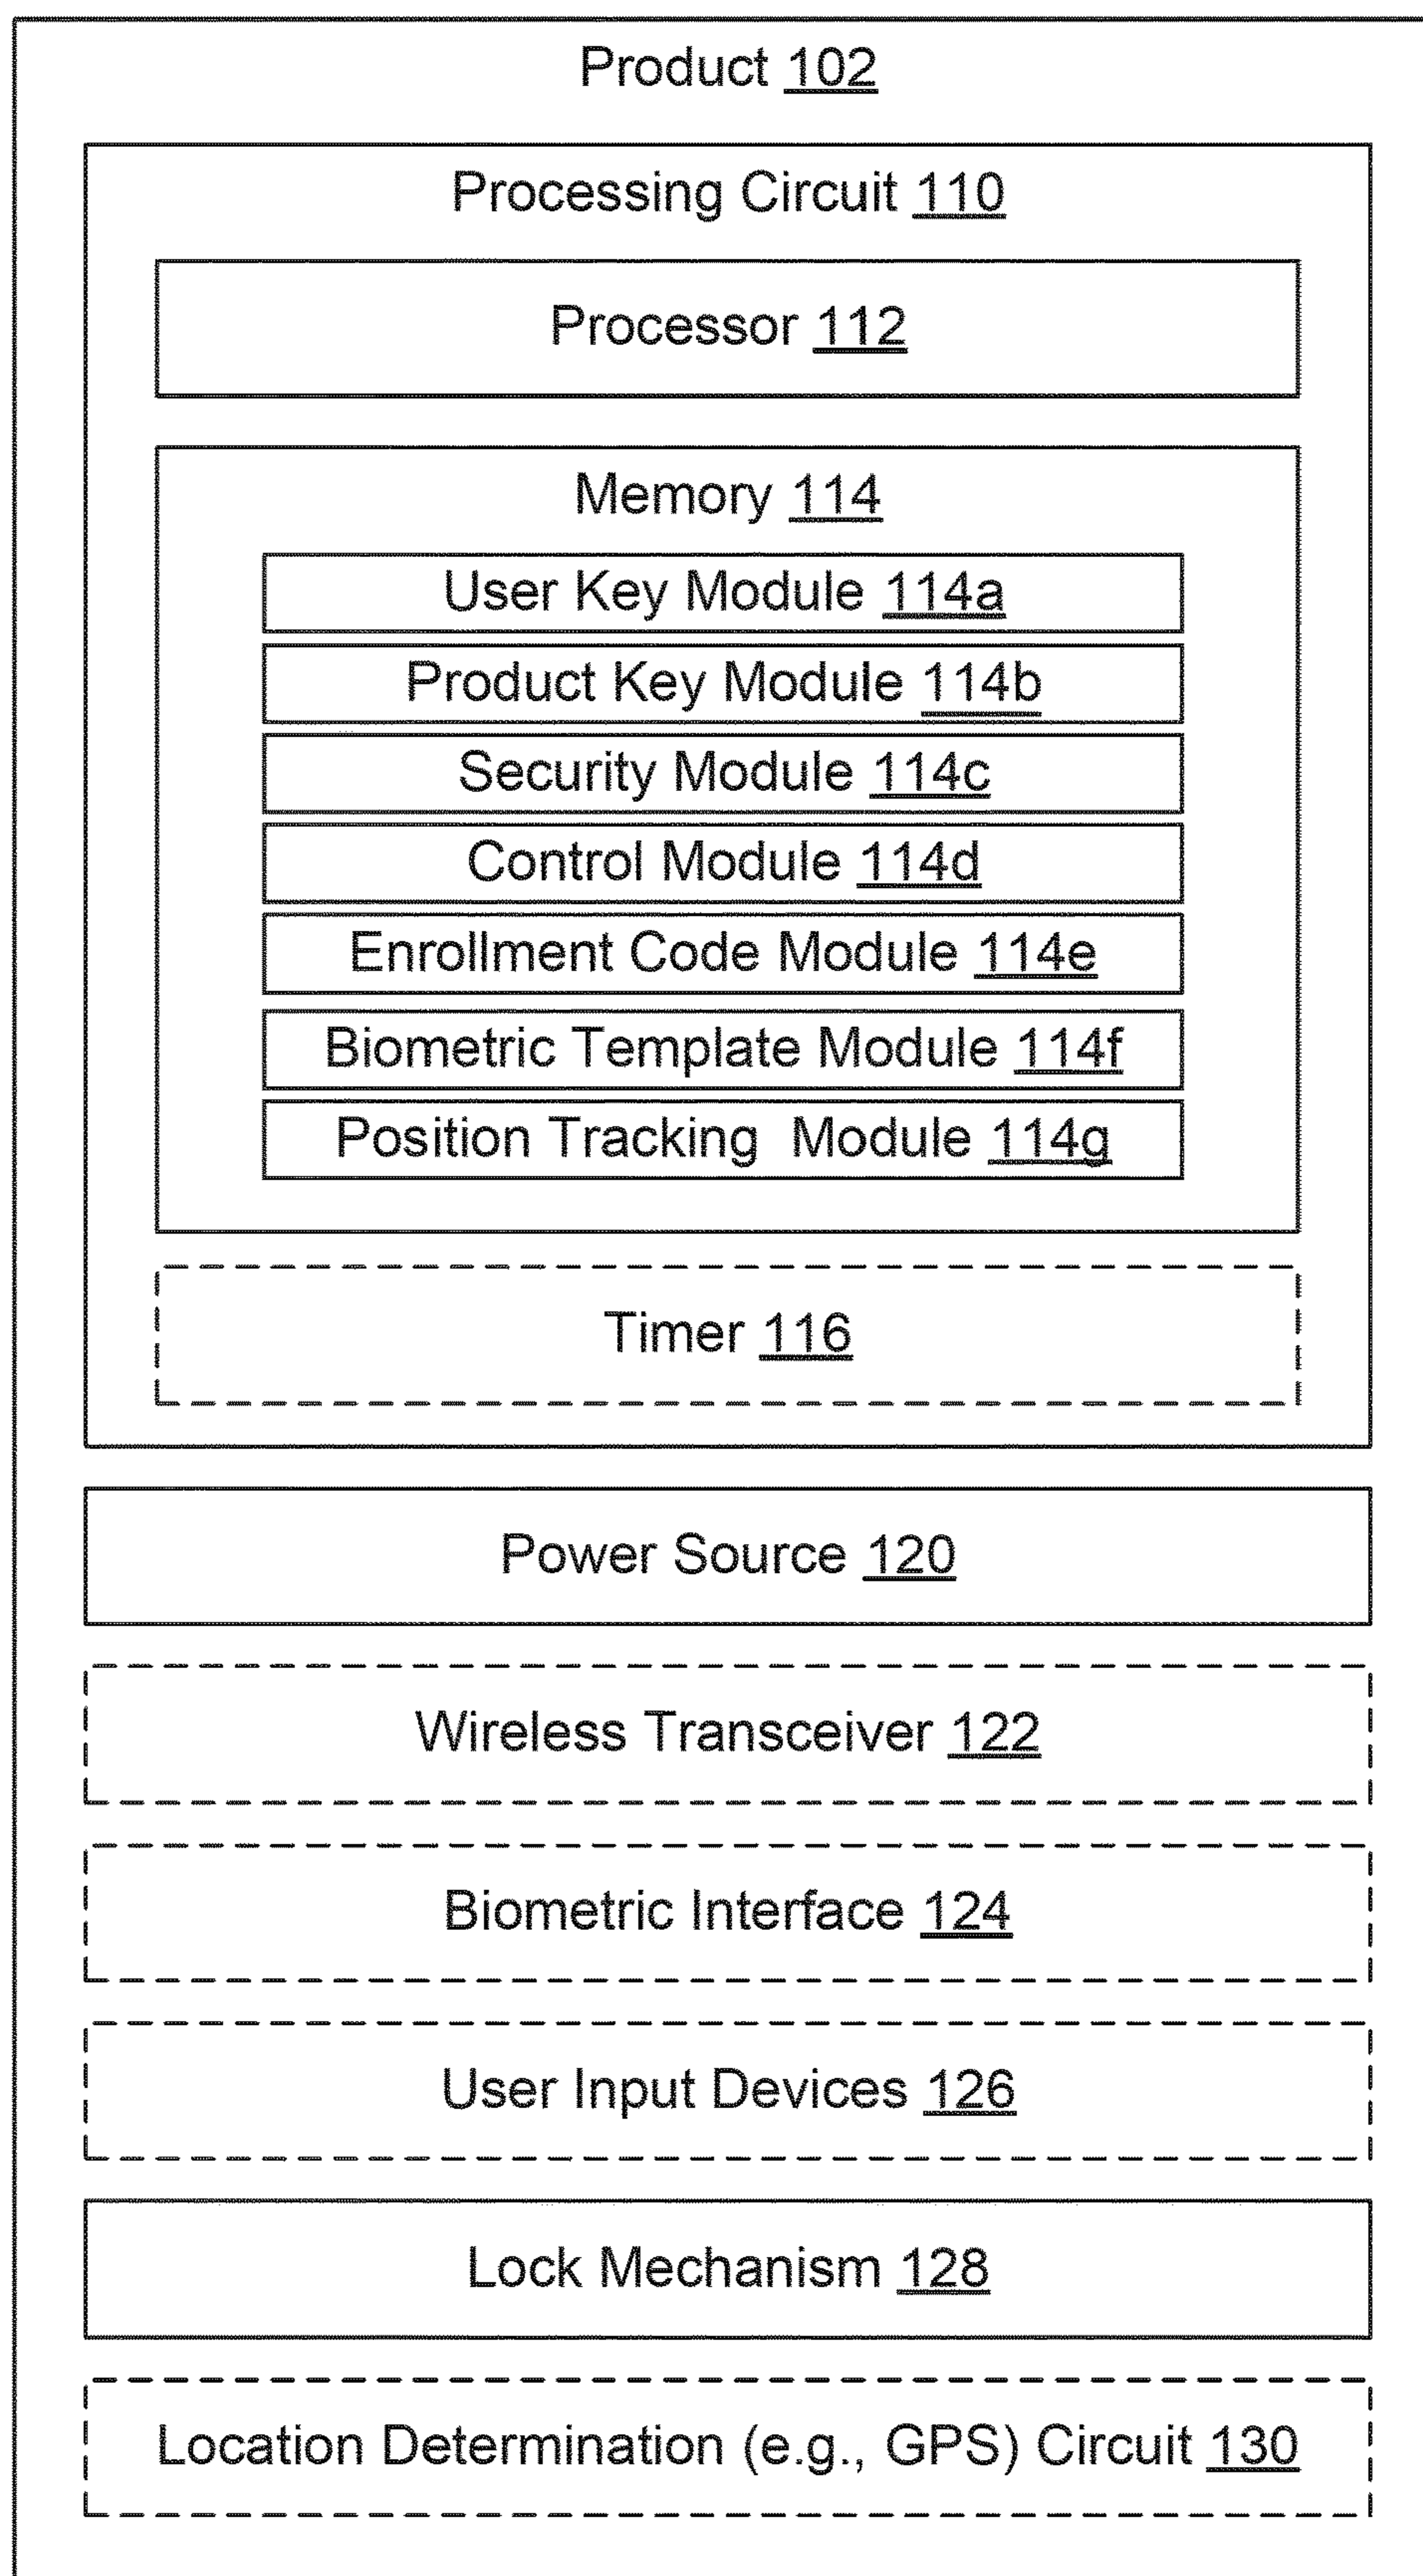 Product 102
Processing Circuit 110
Processor 112
Memory 114
User Key Module 114a
Product Key Module 114b
Security Module 114c
Control Module 114d
Enrollment Code Module 114e
Biometric Template Module 114f
Position Tracking Module 114g
Timer 116
Power Source 120
Wireless Transceiver 122
Biometric Interface 124
User Input Devices 126
Lock Mechanism 128
Location Determination (e.g., GPS) Circuit 130